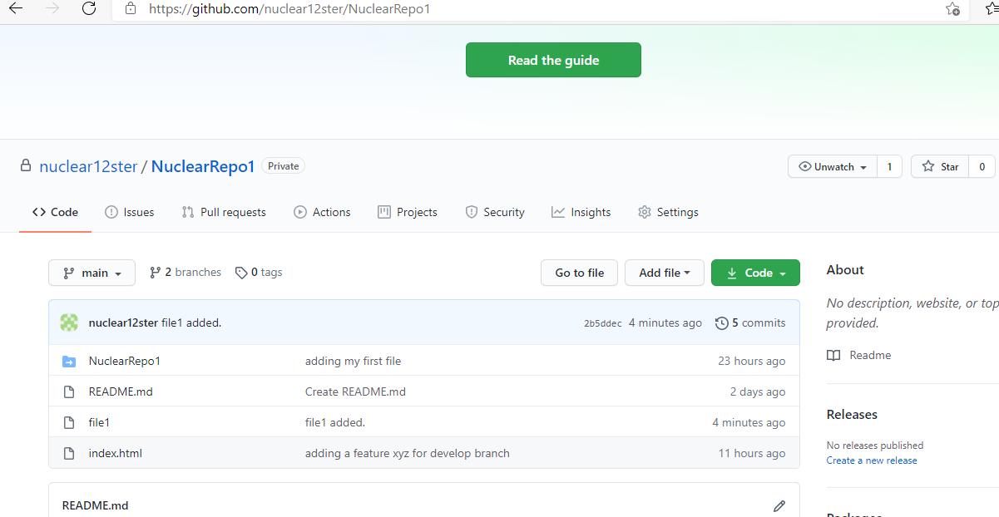 https://github.com/nuclear12ster/NuclearRepo1
Read the guide
nuclear12ster / NuclearRepo1 Private
Unwatch 1 Star 0
Code Issues Pull requests Actions Projects Security Insights Settings
main 2 branches 0 tags
Go to file Add file Code
nuclear12ster file1 added. 2b5ddec 4 minutes ago 5 commits
NuclearRepo1 adding my first file 23 hours ago
README.md Create README.md 2 days ago
file1 file1 added. 4 minutes ago
index.html adding a feature xyz for develop branch 11 hours ago
README.md
About
No description, website, or top
provided.
Readme
Releases
No releases published
Create a new release
Packages